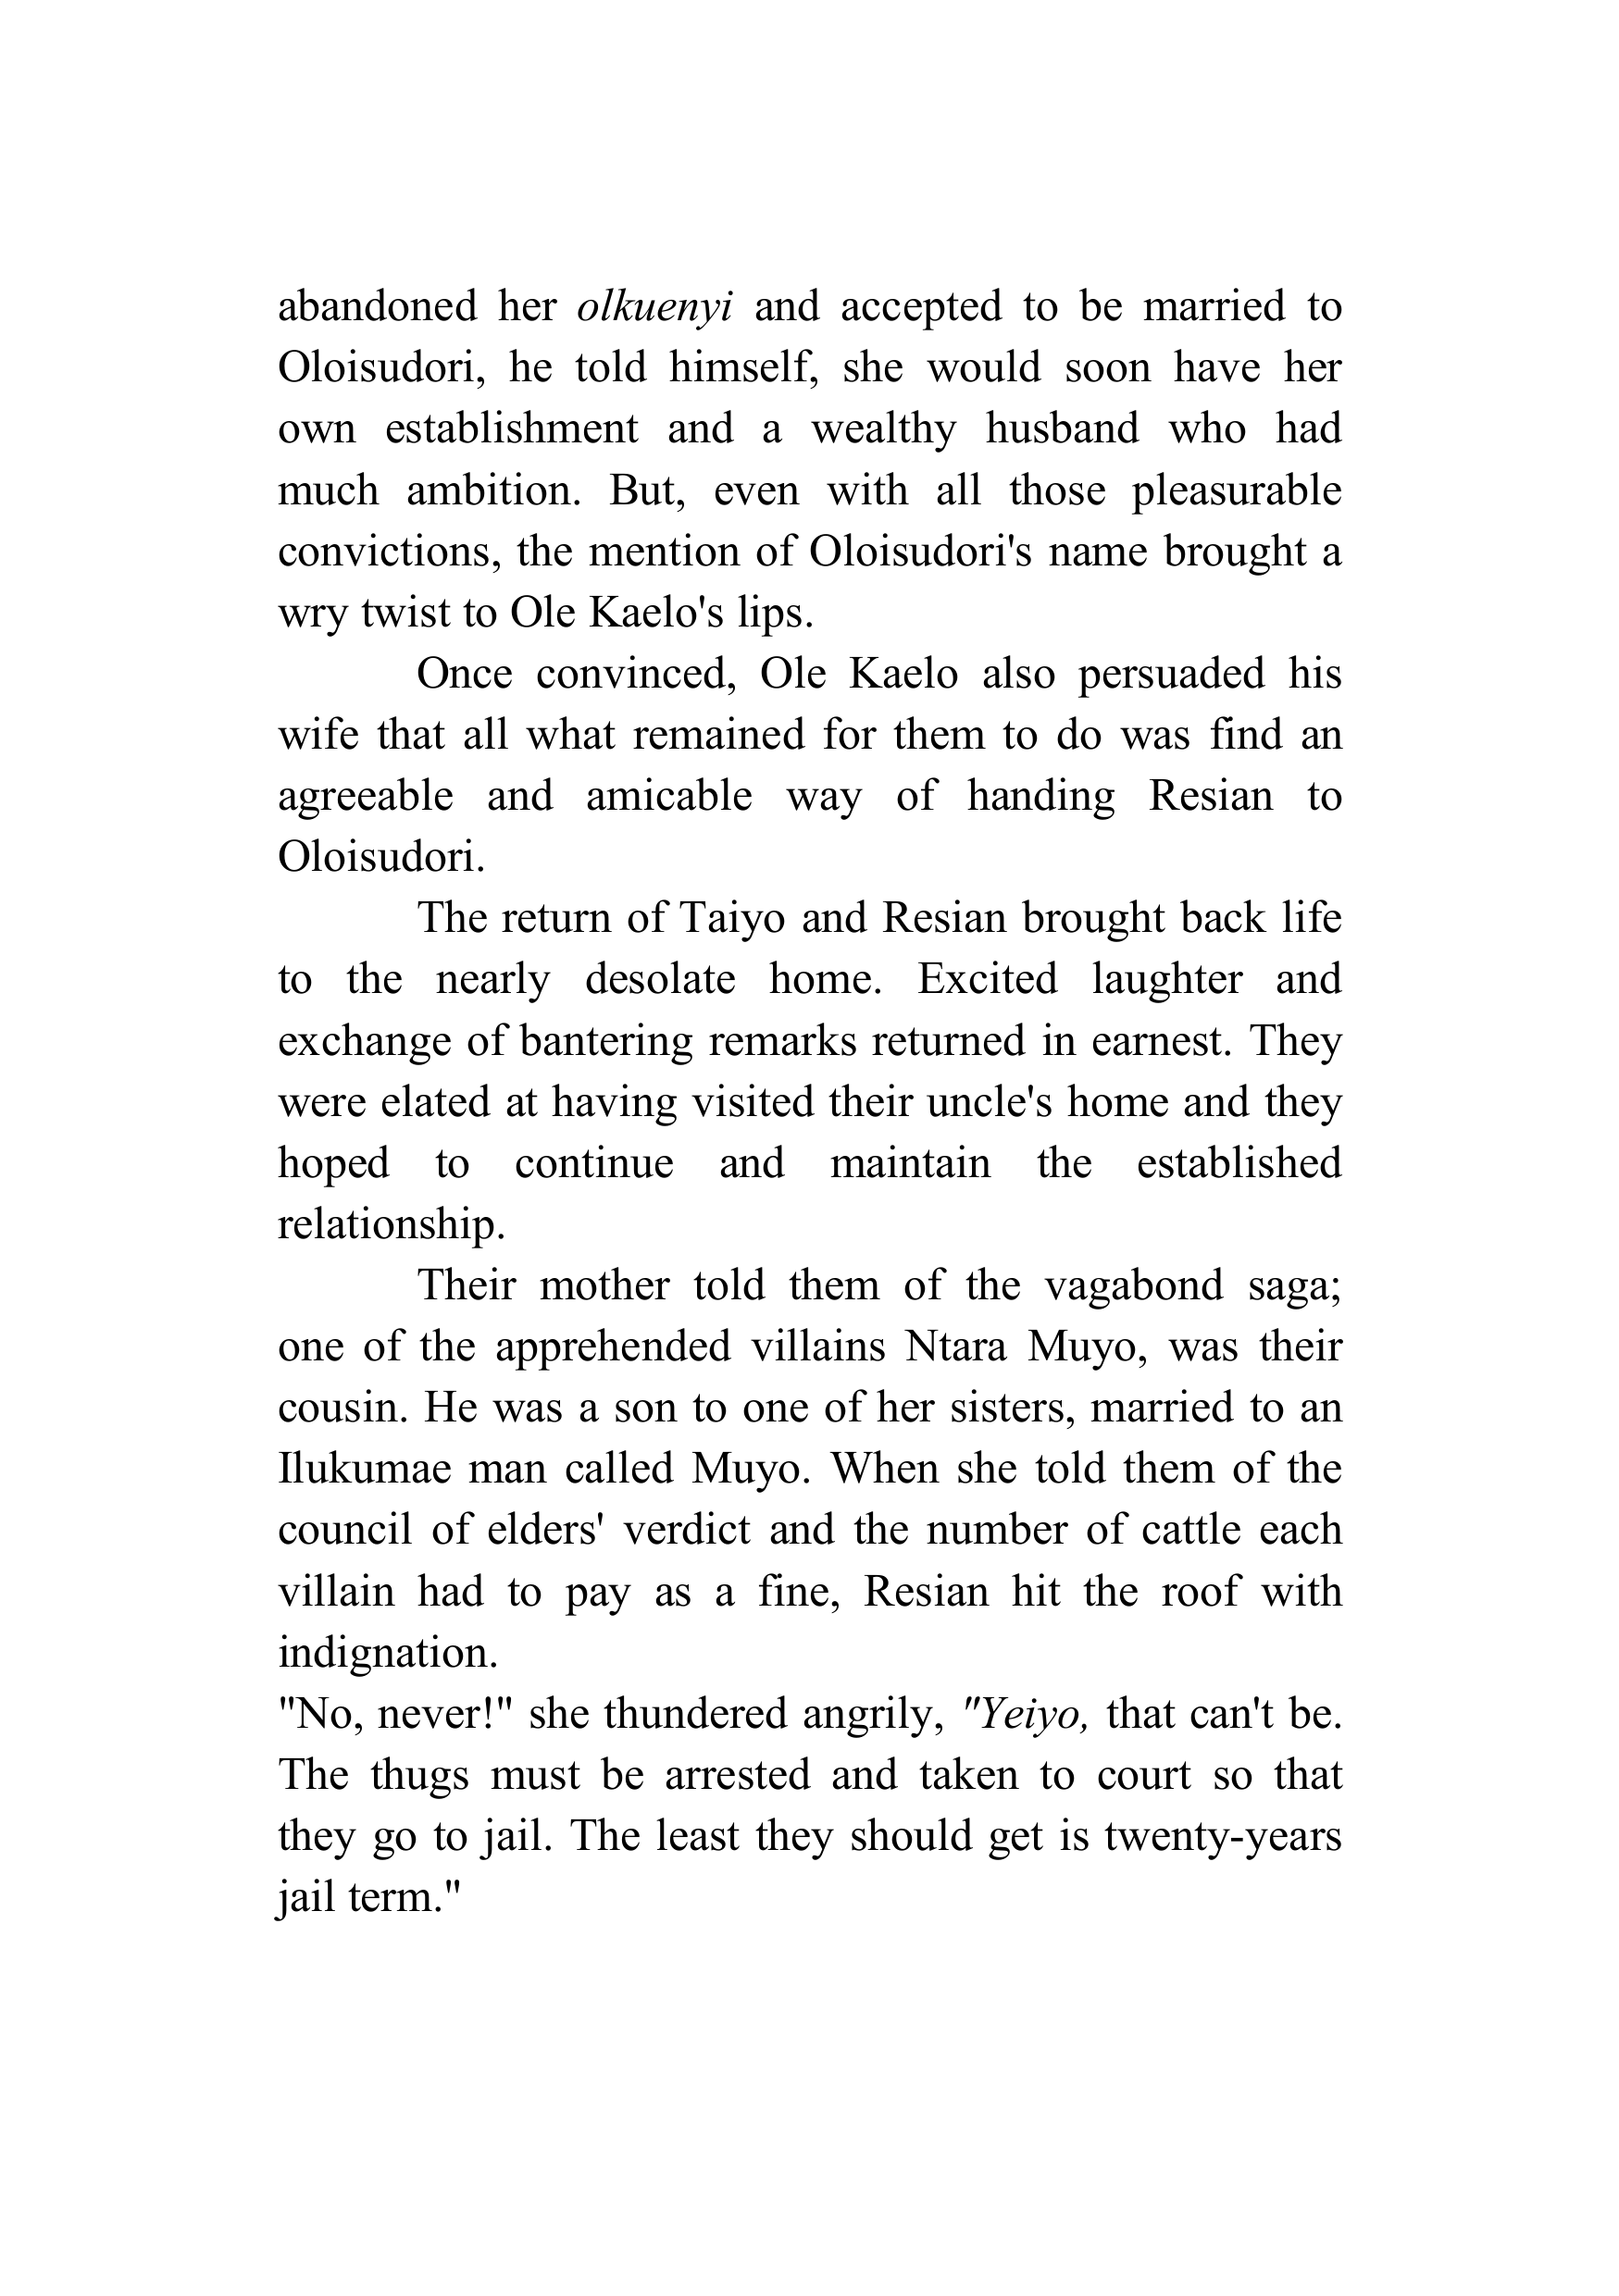 abandoned her olkuenyi and accepted to be married to
Oloisudori, he told himself, she would soon have her
own establishment and a wealthy husband who had
much ambition. But, even with all those pleasurable
convictions, the mention of Oloisudori's name brought a
wry twist to Ole Kaelo's lips.
Once convinced, Ole Kaelo also persuaded his
wife that all what remained for them to do was find an
agreeable and amicable way of handing Resian to
Oloisudori.
The return of Taiyo and Resian brought back life
to the nearly desolate home. Excited laughter and
exchange of bantering remarks returned in earnest. They
were elated at having visited their uncle's home and they
hoped to continue and maintain the established
relationship.
Their mother told them of the vagabond saga;
one of the apprehended villains Ntara Muyo, was their
cousin. He was a son to one of her sisters, married to an
Ilukumae man called Muyo. When she told them of the
council of elders' verdict and the number of cattle each
villain had to pay as a fine, Resian hit the roof with
indignation.
"No, never!" she thundered angrily, "Yeiyo, that can't be.
The thugs must be arrested and taken to court so that
they go to jail. The least they should get is twenty-years
jail term."